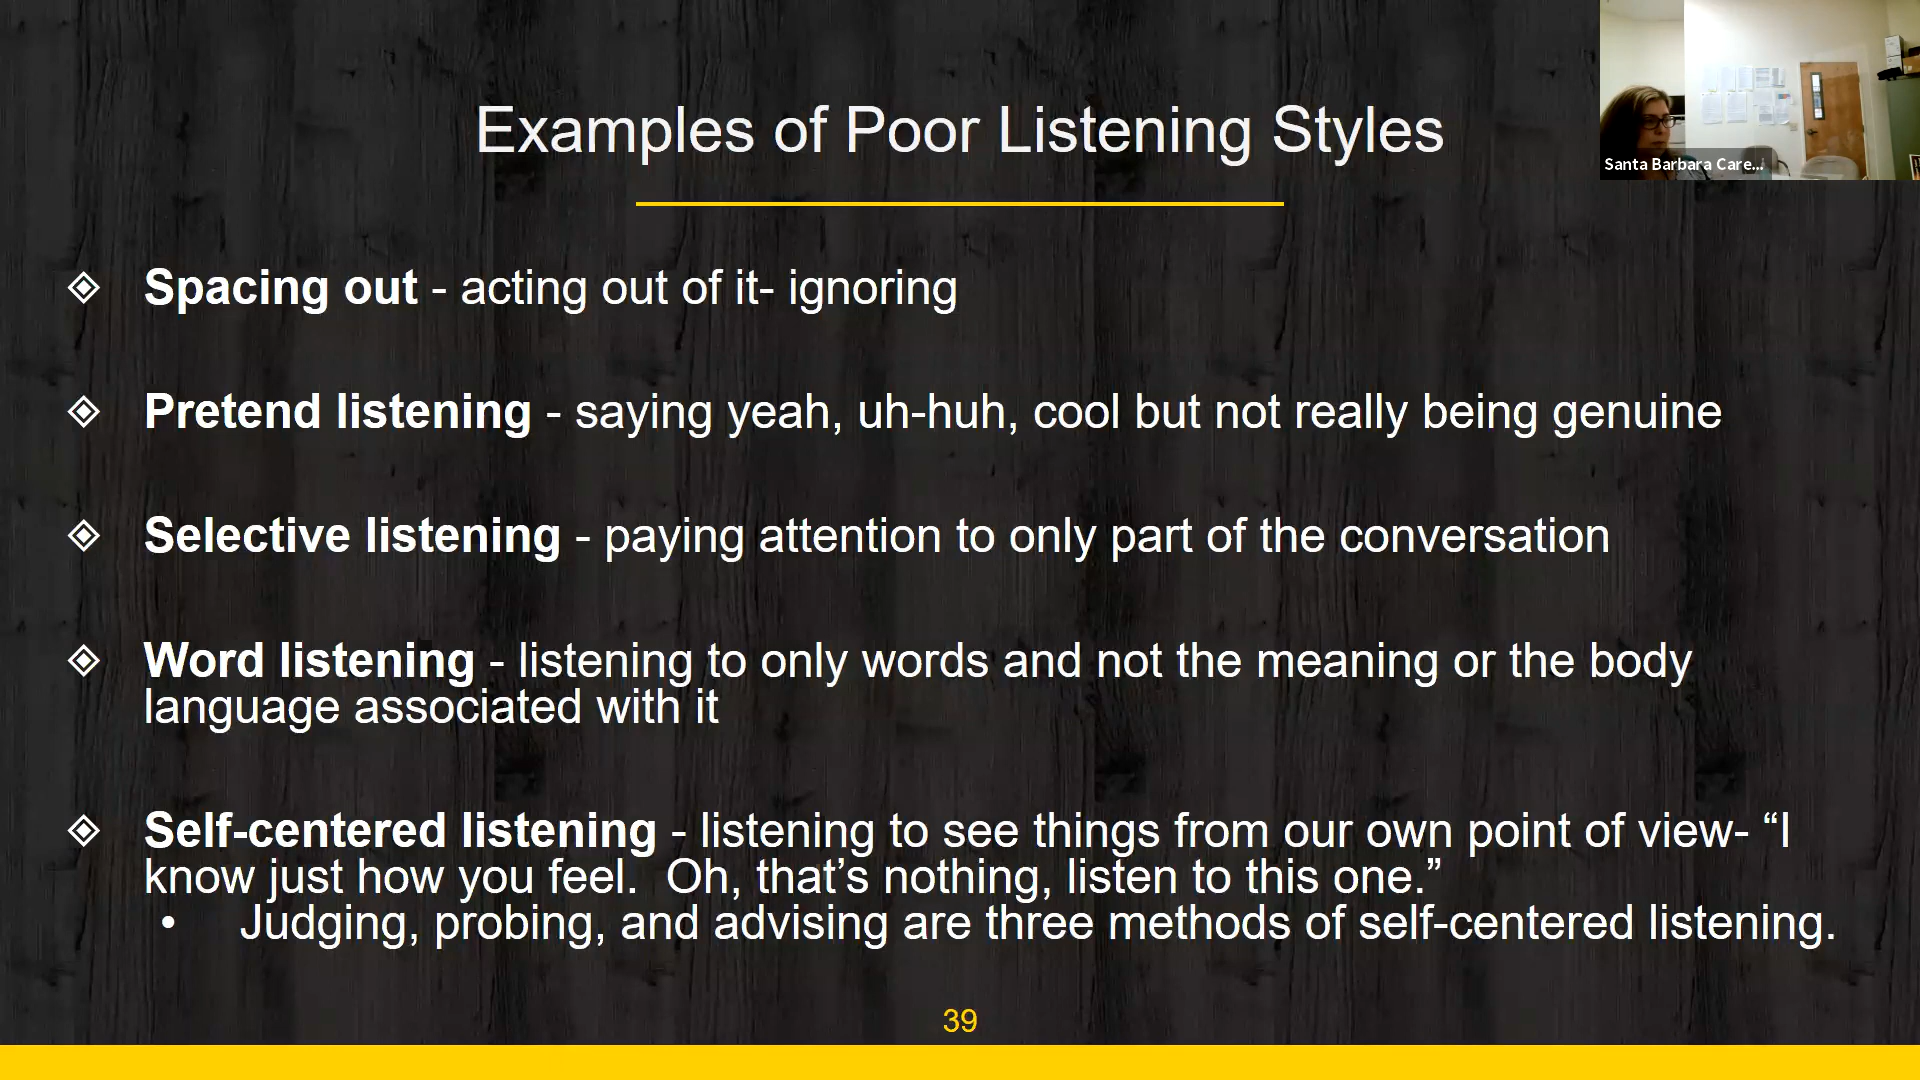 Examples of Poor Listening Styles
Santa Barbara Care...
Spacing out - acting out of it- ignoring
Pretend listening - saying yeah, uh-huh, cool but not really being genuine
Selective listening - paying attention to only part of the conversation
Word listening - listening to only words and not the meaning or the body
language associated with it
Self-centered listening - listening to see things from our own point of view- “I
know just how you feel.  Oh, that’s nothing, listen to this one.”
• Judging, probing, and advising are three methods of self-centered listening.
39